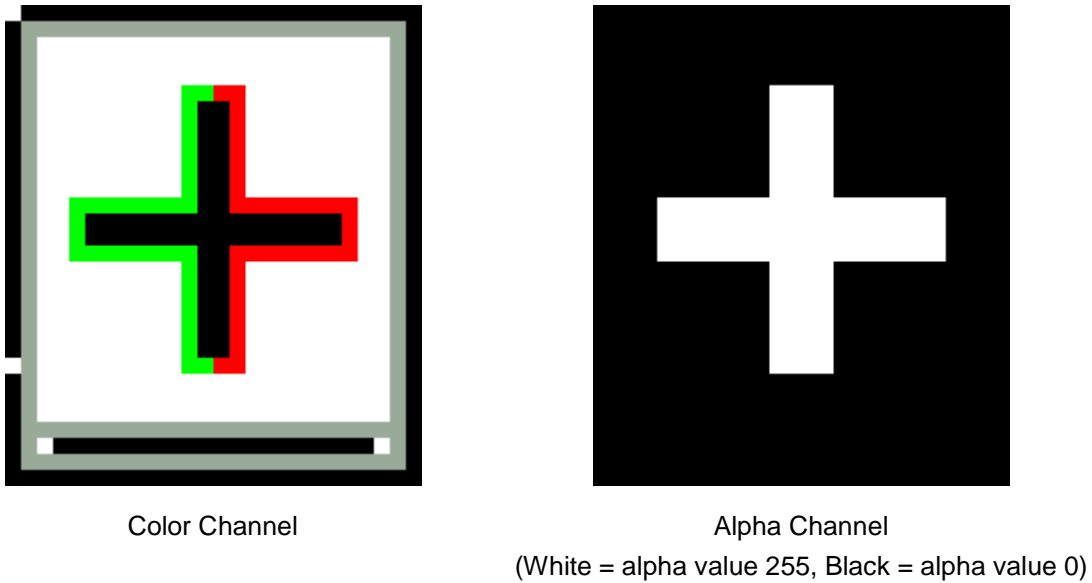 Color Channel
Alpha Channel
(White = alpha value 255, Black = alpha value 0)